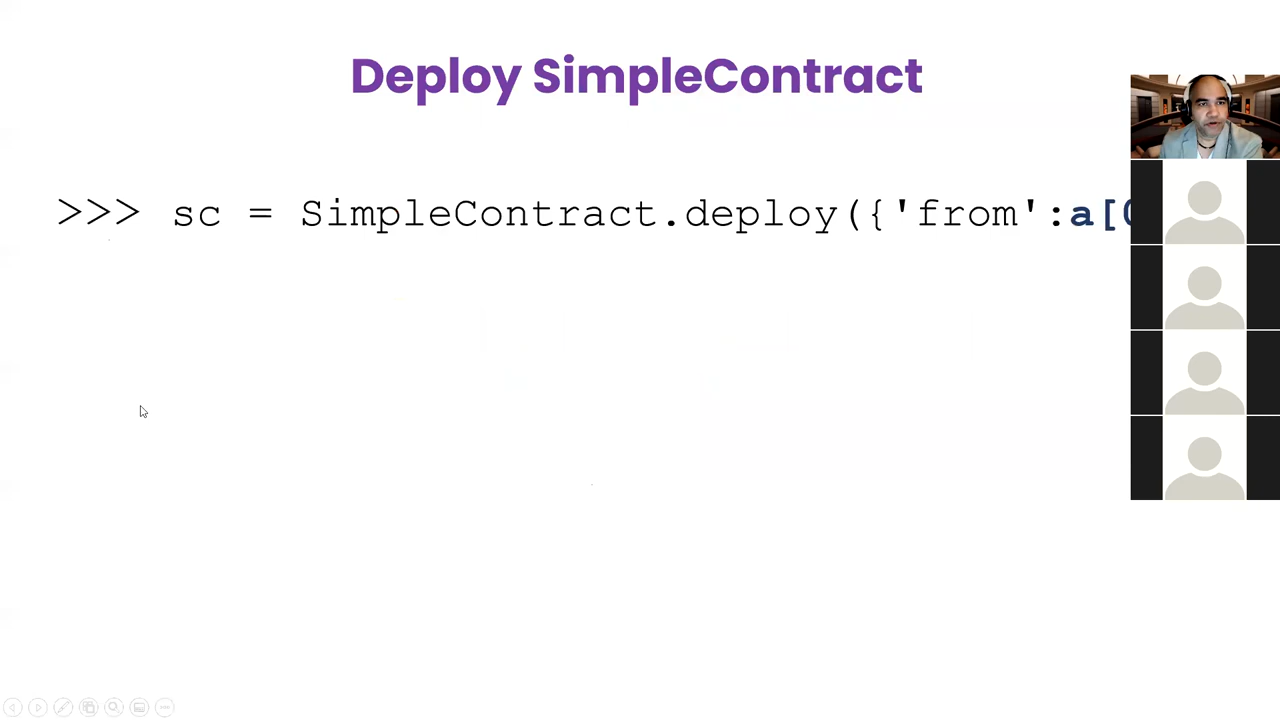 Deploy SimpleContract
>>> sc = SimpleContract.deploy({'from':a[